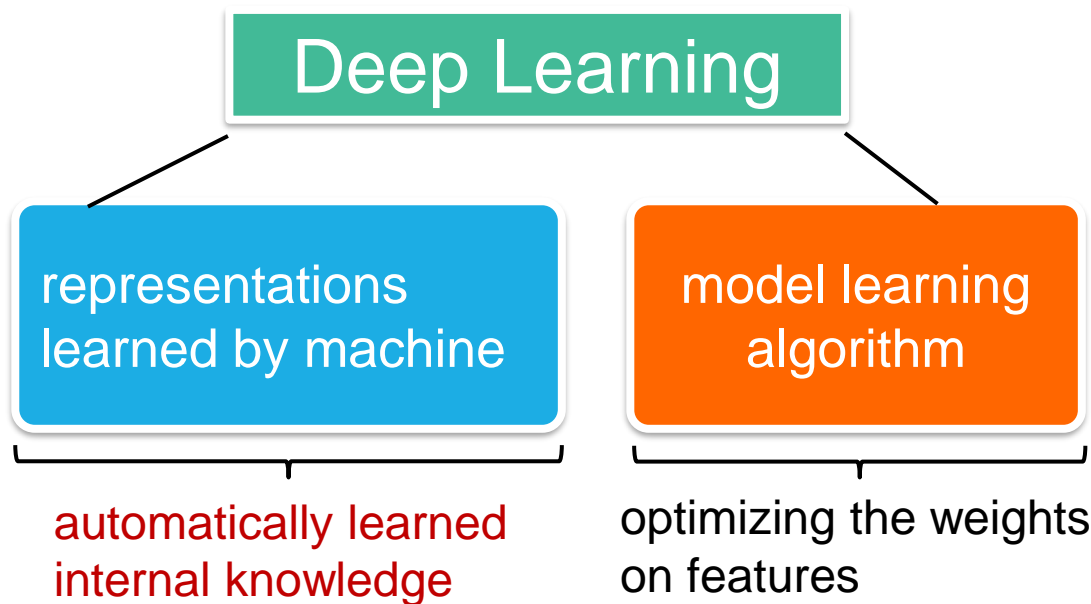 Deep Learning
representations
learned by machine
model learning
algorithm
automatically learned
internal knowledge
optimizing the weights
on features